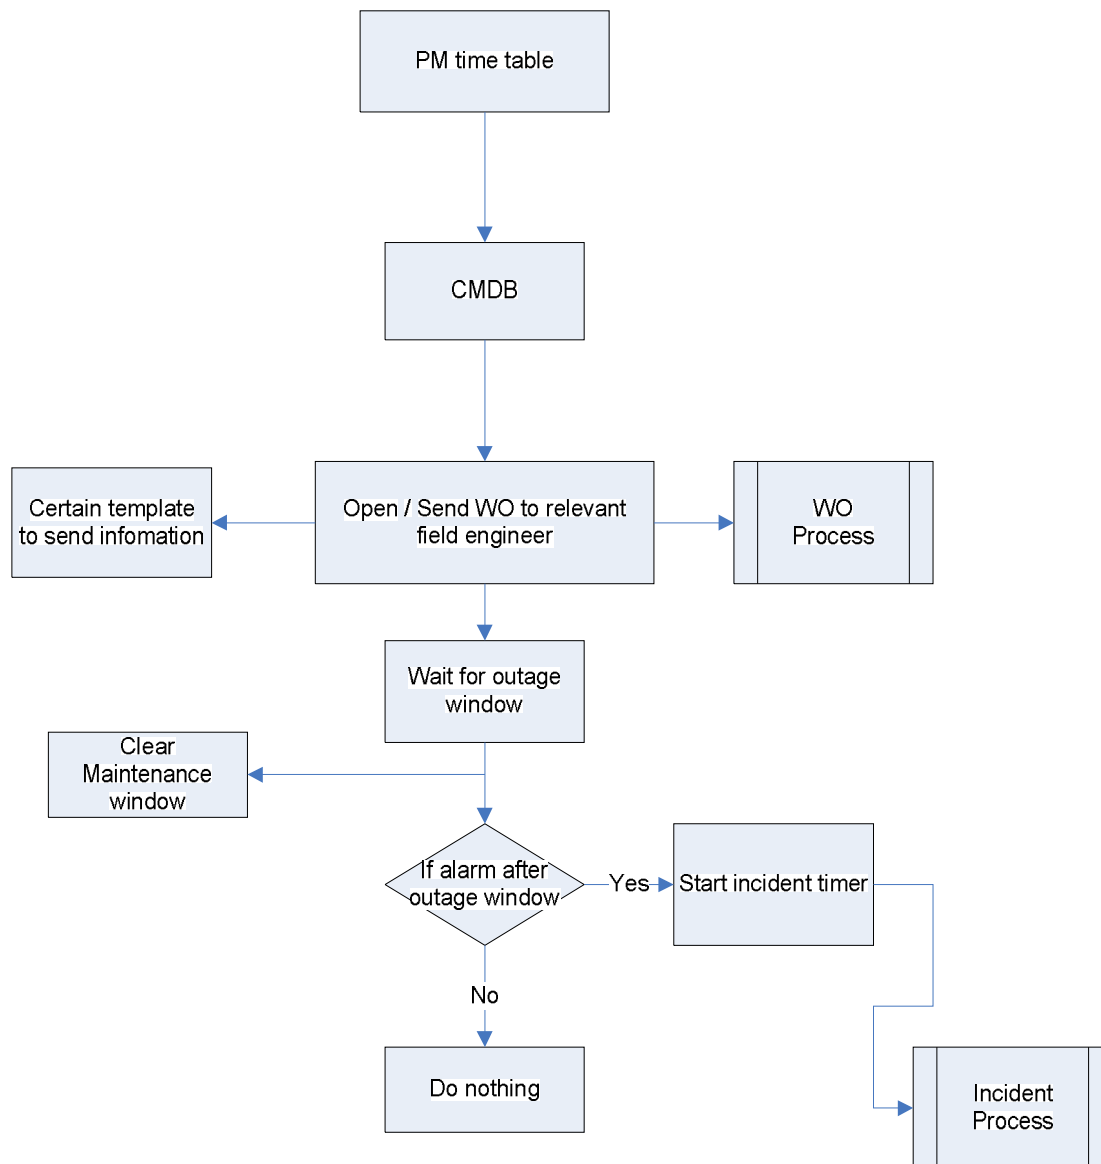 PM time table
CMDB
Certain template
to send infomation
Open / Send WO to relevant
field engineer
WO
Process
Wait for outage
window
Clear
Maintenance
window
If alarm after
outage window
Yes
Start incident timer
No
Do nothing
Incident
Process